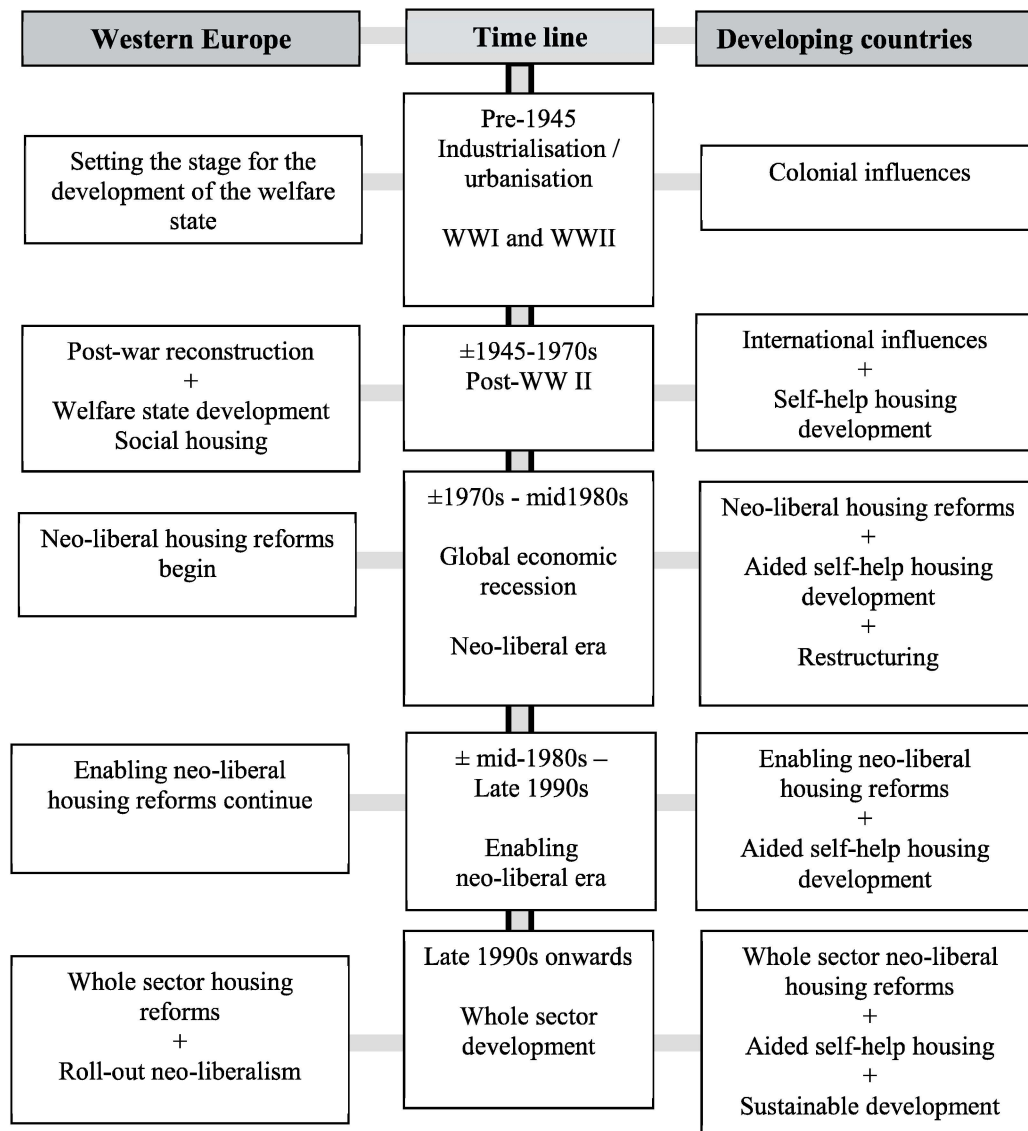 Western Europe
Time line
Developing countries
Setting the stage for the
development of the welfare
state
Pre-1945
Industrialisation /
urbanisation
WWI and WWII
Colonial influences
Post-war reconstruction
+
Welfare state development
Social housing
±1945-1970s
Post-WW II
International influences
+
Self-help housing
development
Neo-liberal housing reforms
begin
±1970s - mid1980s
Global economic
recession
Neo-liberal era
Neo-liberal housing reforms
+
Aided self-help housing
development
+
Restructuring
Enabling neo-liberal
housing reforms continue
± mid-1980s –
Late 1990s
Enabling
neo-liberal era
Enabling neo-liberal
housing reforms
+
Aided self-help housing
development
Whole sector housing
reforms
+
Roll-out neo-liberalism
Late 1990s onwards
Whole sector
development
Whole sector neo-liberal
housing reforms
+
Aided self-help housing
+
Sustainable development